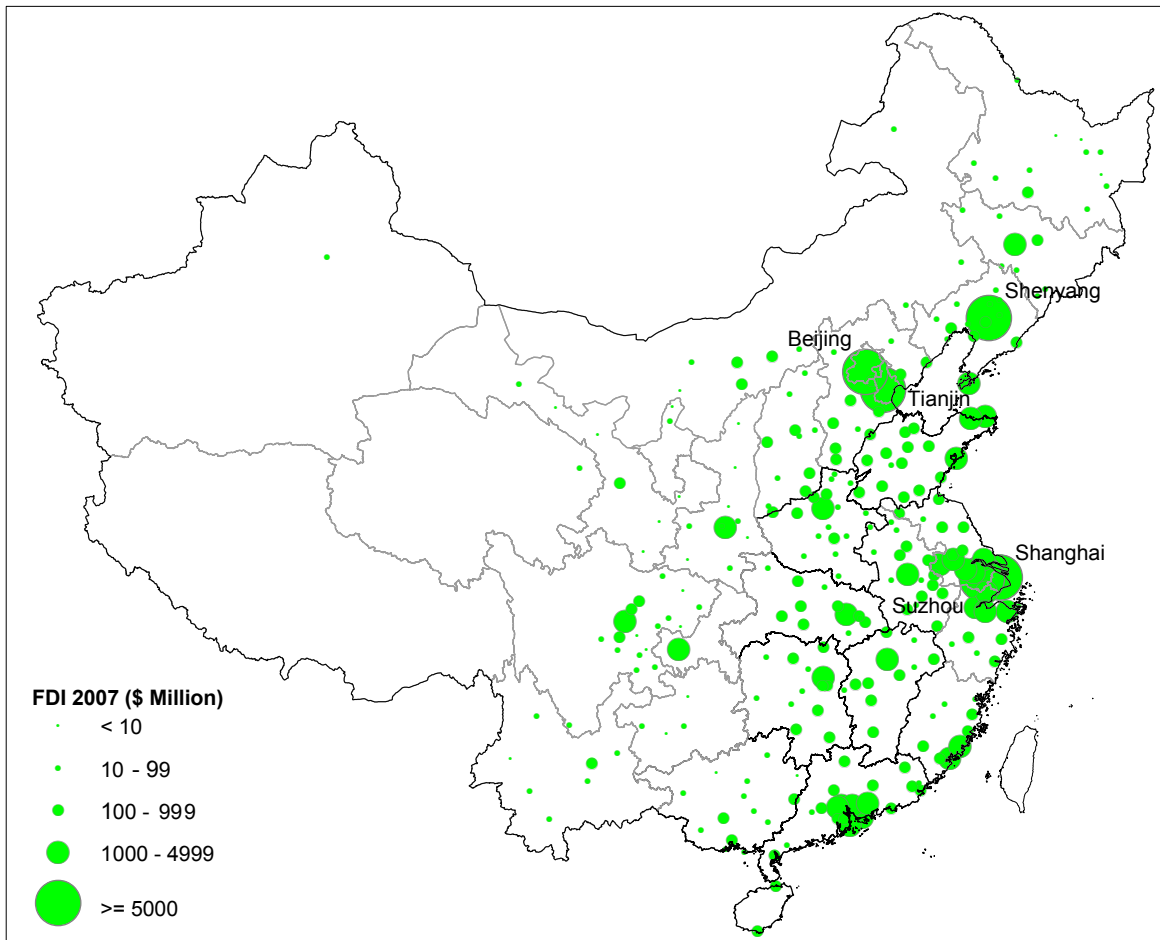 Shenyang
Beijing
Tianjin
Shanghai
Suzhou
FDI 2007 ($ Million)
< 10
10 - 99
100 - 999
1000 - 4999
>= 5000